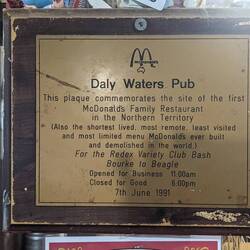 Daly Waters Pub
This plaque commemorates the site of the first
McDonalds Family Restaurant
in the Northern Territory
(Also the shortest lived, most remote, least visited
and most limited menu McDonalds ever built
and demolished in the world.)
For the Redex Variety Club Bash
Bourke to Beagle
Opened for Business 11.00am
Closed for Good 6.00pm
7th June 1991